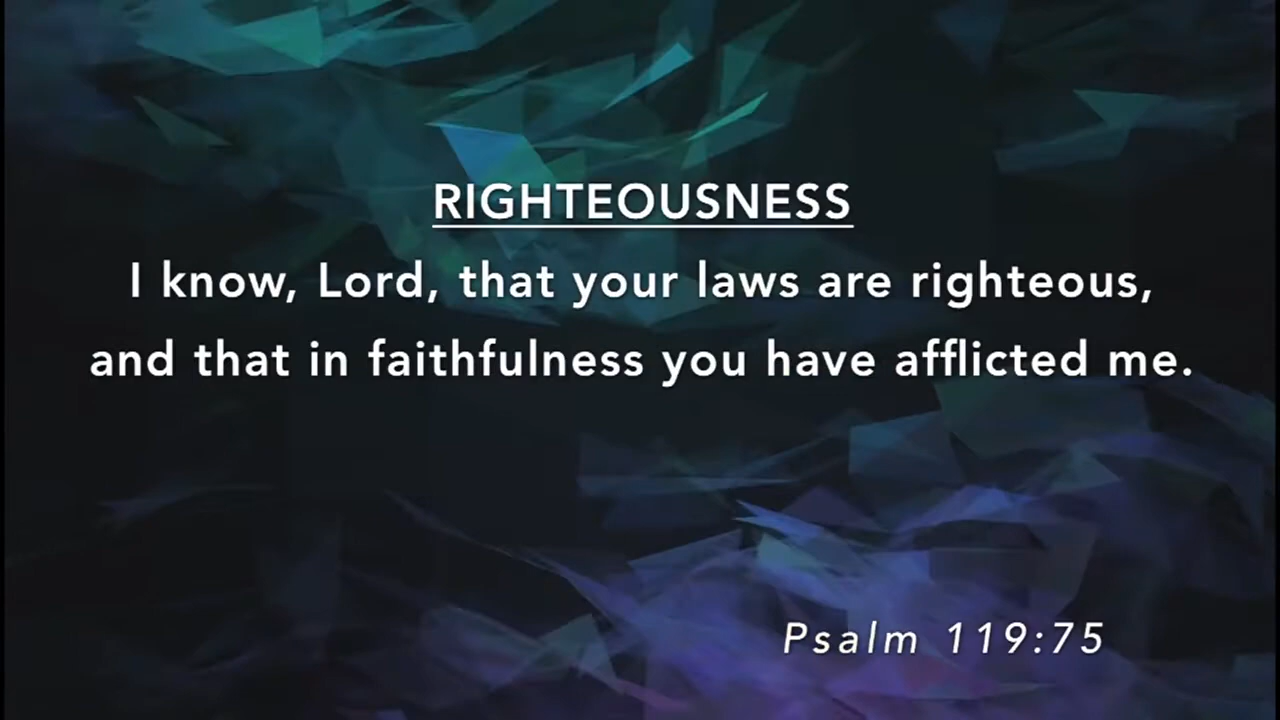 RIGHTEOUSNESS
I know, Lord, that your laws are righteous,
and that in faithfulness you have afflicted me.
Psalm 119:75